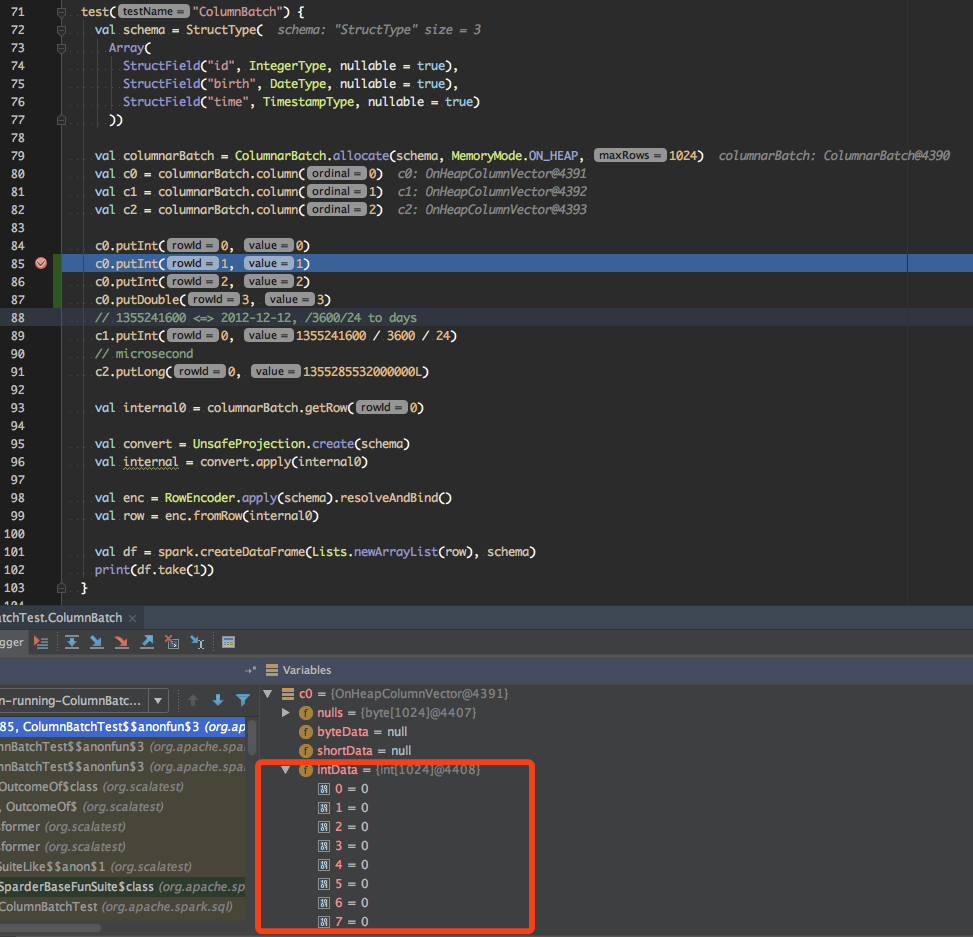 71 test( testName = "ColumnBatch") {
72 val schema = StructType( schema: "StructType" size = 3
73 Array(
74 StructField("id", IntegerType, nullable = true),
75 StructField("birth", DateType, nullable = true),
76 StructField("time", TimestampType, nullable = true)
77 ))
78
79 val columnarBatch = ColumnarBatch.allocate(schema, MemoryMode.ON_HEAP, maxRows = 1024) columnarBatch: ColumnarBatch@4390
80 val c0 = columnarBatch.column( ordinal = 0) c0: OnHeapColumnVector@4391
81 val c1 = columnarBatch.column( ordinal = 1) c1: OnHeapColumnVector@4392
82 val c2 = columnarBatch.column( ordinal = 2) c2: OnHeapColumnVector@4393
83
84 c0.putInt( rowId = 0, value = 0)
85 c0.putInt( rowId = 1, value = 1)
86 c0.putInt( rowId = 2, value = 2)
87 c0.putDouble( rowId = 3, value = 3)
88 // 1355241600 <=> 2012-12-12, /3600/24 to days
89 c1.putInt( rowId = 0, value = 1355241600 / 3600 / 24)
90 // microsecond
91 c2.putLong( rowId = 0, value = 1355285532000000L)
92
93 val internal0 = columnarBatch.getRow( rowId = 0)
94
95 val convert = UnsafeProjection.create(schema)
96 val internal = convert.apply(internal0)
97
98 val enc = RowEncoder.apply(schema).resolveAndBind()
99 val row = enc.fromRow(internal0)
100
101 val df = spark.createDataFrame(Lists.newArrayList(row), schema)
102 print(df.take(1))
103 }
104
atchTest.ColumnBatch ×
gger
Variables
n-running-ColumnBatc...
85, ColumnBatchTest$$anonfun$3 (org.ap
mnBatchTest$$anonfun$3 (org.apache.spa
mnBatchTest$$anonfun$3 (org.apache.spa
OutcomeOf$class (org.scalatest)
, OutcomeOf$ (org.scalatest)
sformer (org.scalatest)
sformer (org.scalatest)
SuiteLike$$anon$1 (org.scalatest)
SparderBaseFunSuite$class (org.apache.sp
ColumnBatchTest (org.apache.spark.sql)
c0 = {OnHeapColumnVector@4391}
nulls = {byte[1024]@4407}
byteData = null
shortData = null
intData = {int[1024]@4408}
0 = 0
1 = 0
2 = 0
3 = 0
4 = 0
5 = 0
6 = 0
7 = 0